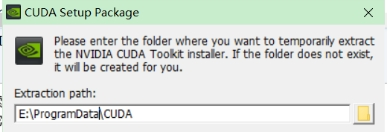 CUDA Setup Package
Please enter the folder where you want to temporarily extract
the NVIDIA CUDA Toolkit installer. If the folder does not exist,
it will be created for you.
Extraction path:
E:\ProgramData\CUDA